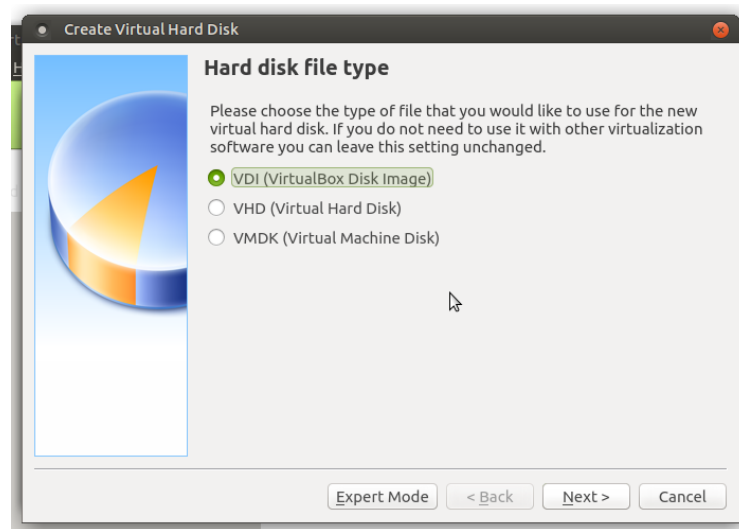 Create Virtual Hard Disk
Hard disk file type
Please choose the type of file that you would like to use for the new
virtual hard disk. If you do not need to use it with other virtualization
software you can leave this setting unchanged.
VDI (VirtualBox Disk Image)
VHD (Virtual Hard Disk)
VMDK (Virtual Machine Disk)
Expert Mode
< Back
Next >
Cancel